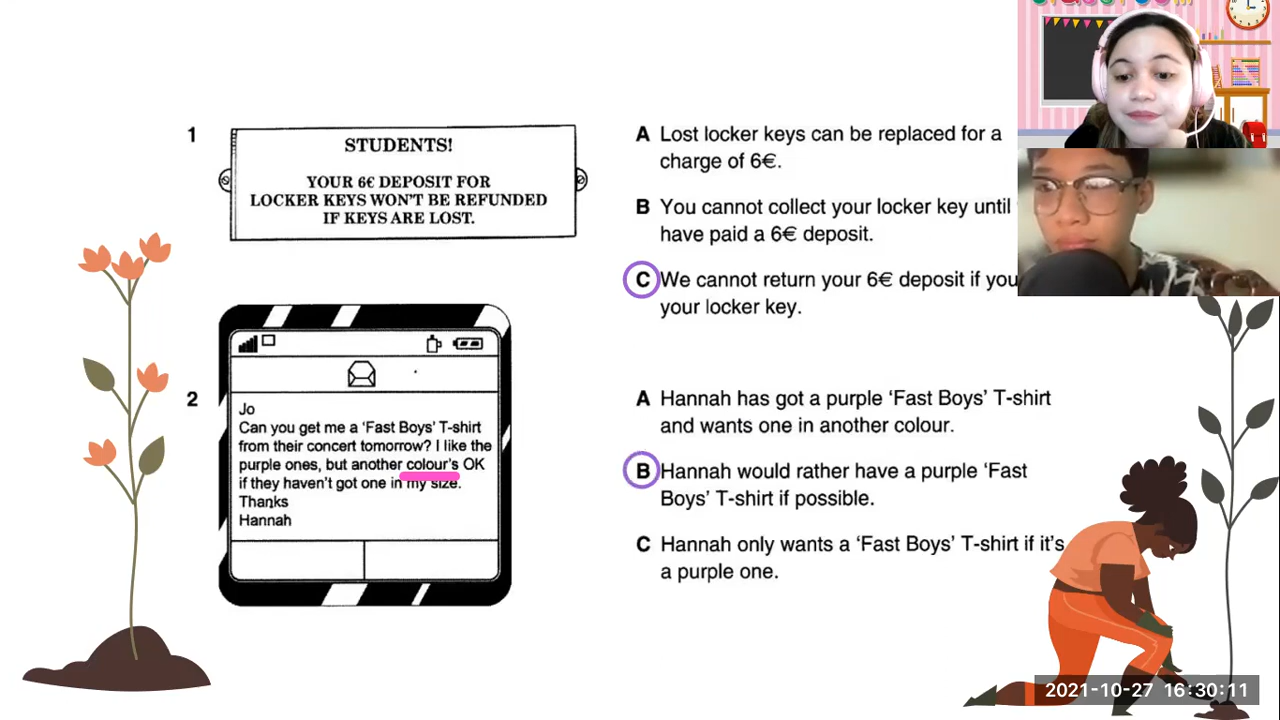 1
STUDENTS!
YOUR 6€ DEPOSIT FOR
LOCKER KEYS WON'T BE REFUNDED
IF KEYS ARE LOST.
A Lost locker keys can be replaced for a
charge of 6€.
B You cannot collect your locker key until
have paid a 6€ deposit.
C We cannot return your 6€ deposit if you
your locker key.
2
Jo
Can you get me a ‘Fast Boys’ T-shirt
from their concert tomorrow? I like the
purple ones, but another colour's OK
if they haven't got one in my size.
Thanks
Hannah
A Hannah has got a purple ‘Fast Boys’ T-shirt
and wants one in another colour.
B Hannah would rather have a purple ‘Fast
Boys’ T-shirt if possible.
C Hannah only wants a ‘Fast Boys’ T-shirt if it's
a purple one.
2021-10-27 16:30:11